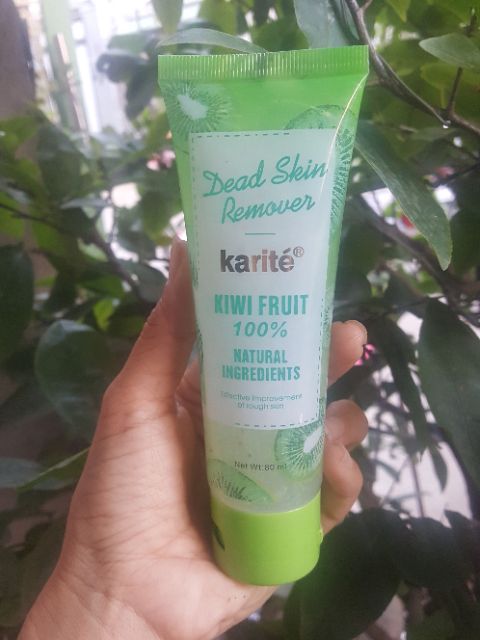 Dead Skin
Remover
karité®
KIWI FRUIT
100%
NATURAL
INGREDIENTS
Effective improvement
of rough skin
Net Wt:80 ml